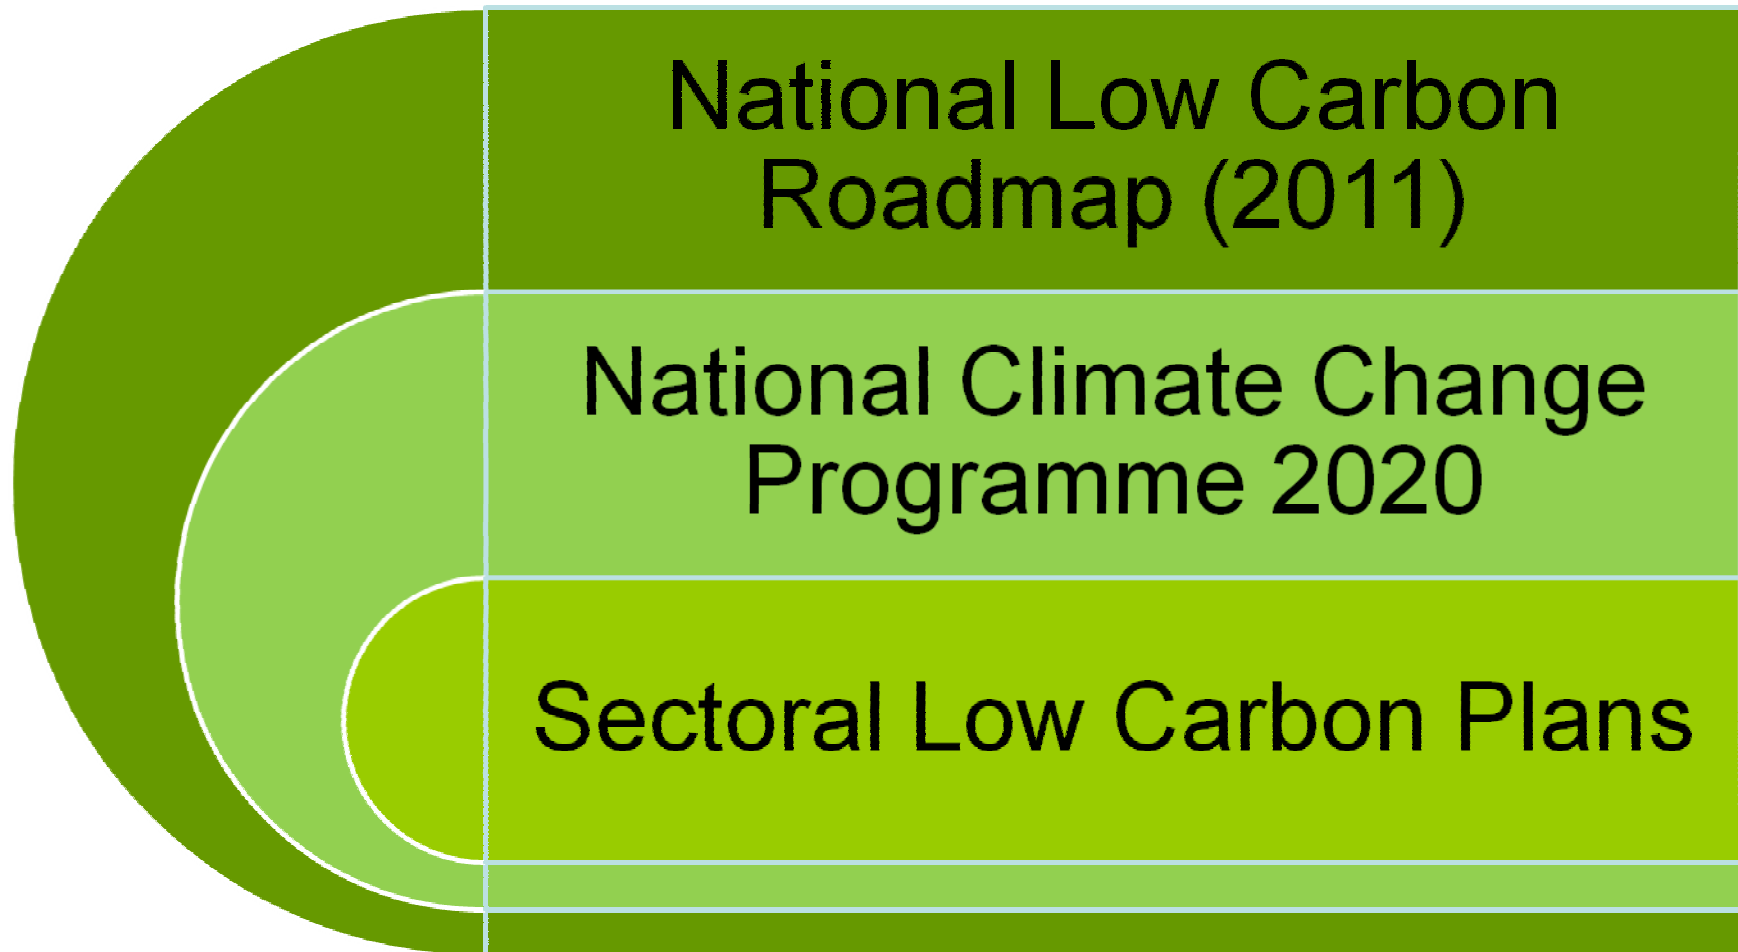 National Low Carbon
Roadmap (2011)
National Climate Change
Programme 2020
Sectoral Low Carbon Plans